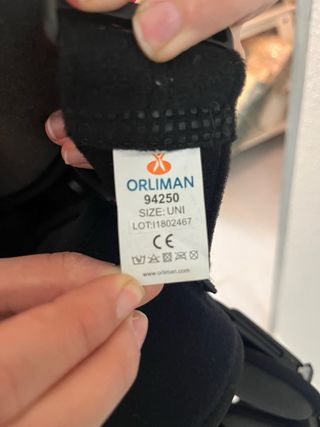 ORLIMAN
94250
SIZE: UNI
LOT:I1802467
CE
www.orliman.com